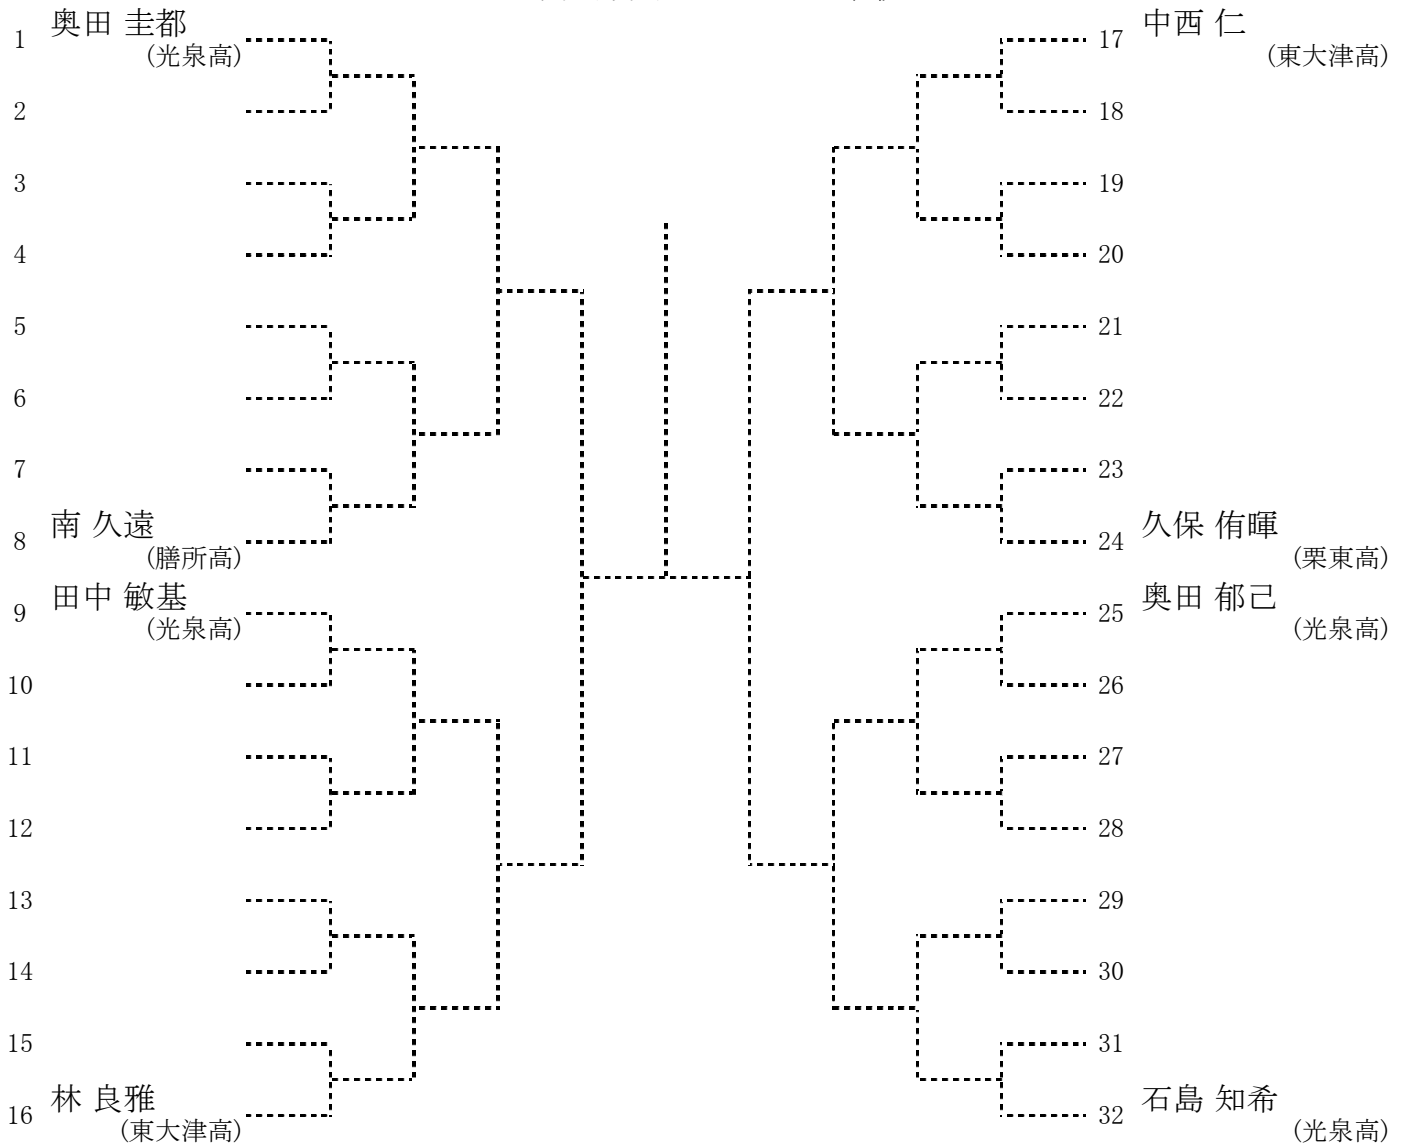 1 奥田 圭都
(光泉高)
2
3
4
5
6
7
8 南 久遠
(膳所高)
9 田中 敏基
(光泉高)
10
11
12
13
14
15
16 林 良雅
(東大津高)
17 中西 仁
(東大津高)
18
19
20
21
22
23
24 久保 侑暉
(栗東高)
25 奥田 郁己
(光泉高)
26
27
28
29
30
31
32 石島 知希
(光泉高)